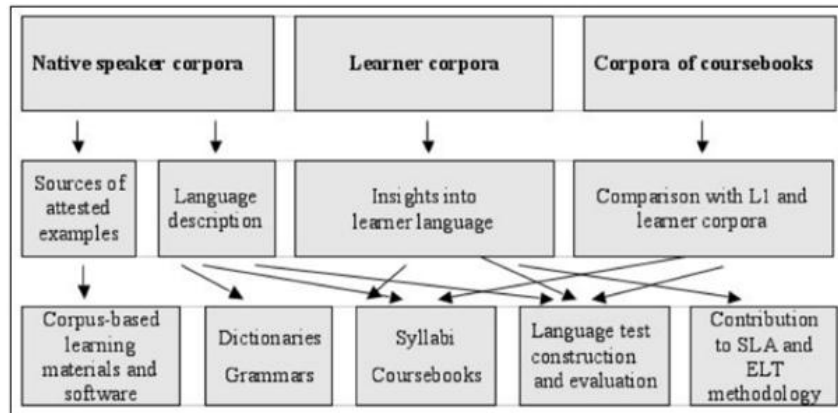 Native speaker corpora
Learner corpora
Corpora of coursebooks
Sources of
attested
examples
Language
description
Insights into
learner language
Comparison with L1 and
learner corpora
Corpus-based
learning
materials and
software
Dictionaries
Grammars
Syllabi
Coursebooks
Language test
construction
and evaluation
Contribution
to SLA and
ELT
methodology